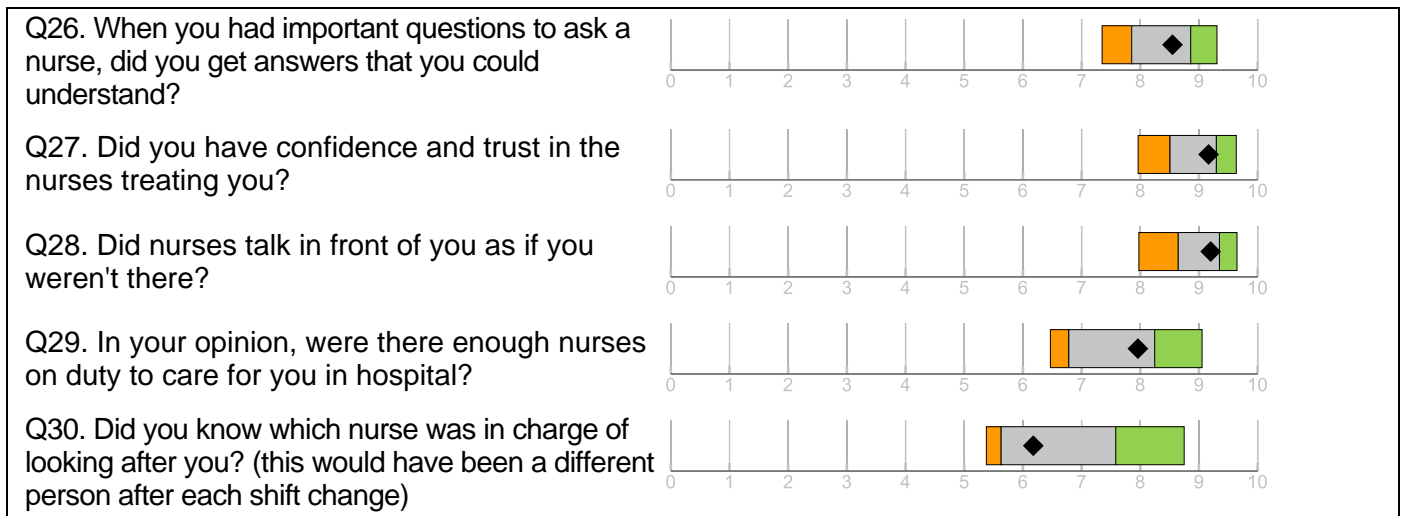 Q26. When you had important questions to ask a
nurse, did you get answers that you could
understand?
0 1 2 3 4 5 6 7 8 9 10
Q27. Did you have confidence and trust in the
nurses treating you?
0 1 2 3 4 5 6 7 8 9 10
Q28. Did nurses talk in front of you as if you
weren't there?
0 1 2 3 4 5 6 7 8 9 10
Q29. In your opinion, were there enough nurses
on duty to care for you in hospital?
0 1 2 3 4 5 6 7 8 9 10
Q30. Did you know which nurse was in charge of
looking after you? (this would have been a different
person after each shift change)
0 1 2 3 4 5 6 7 8 9 10